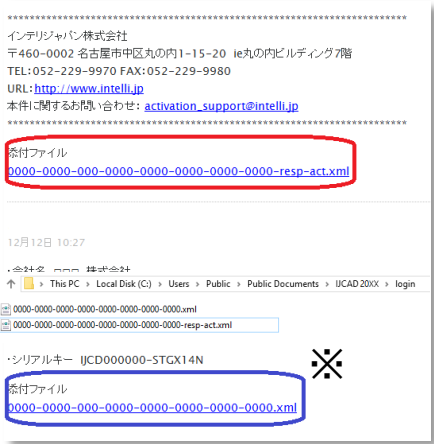 ************************************************************************
インテリジャパン株式会社
〒460-0002 名古屋市中区丸の内1-15-20 ie丸の内ビルディング7階
TEL:052-229-9970 FAX:052-229-9980
URL:http://www.intelli.jp
本件に関するお問い合わせ: activation_support@intelli.jp
************************************************************************
添付ファイル
0000-0000-000-0000-0000-0000-0000-0000-resp-act.xml
12月12日 10:27
・会社名 □□□ 株式会社
↑ > This PC > Local Disk (C:) > Users > Public > Public Documents > IJCAD 20XX > login
0000-0000-0000-0000-0000-0000-0000-0000.xml
0000-0000-0000-0000-0000-0000-0000-0000-resp-act.xml
・シリアルキー IJCD000000-STGX14N
※
添付ファイル
0000-0000-000-0000-0000-0000-0000-0000.xml